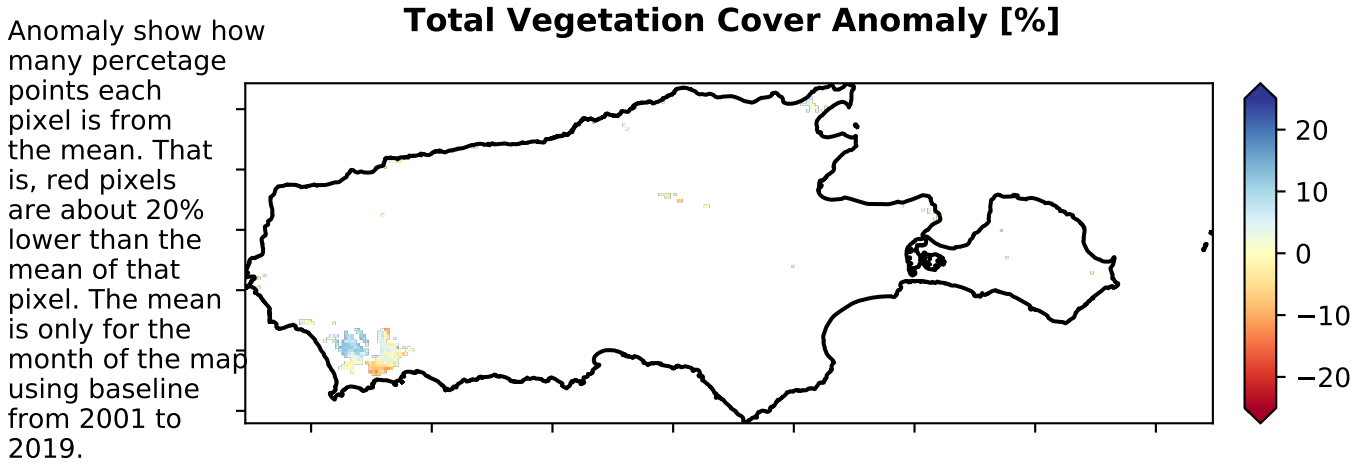 Total Vegetation Cover Anomaly [%]
Anomaly show how
many percetage
points each
pixel is from
the mean. That
is, red pixels
are about 20%
lower than the
mean of that
pixel. The mean
is only for the
month of the map
using baseline
from 2001 to
2019.
20
10
0
−10
−20